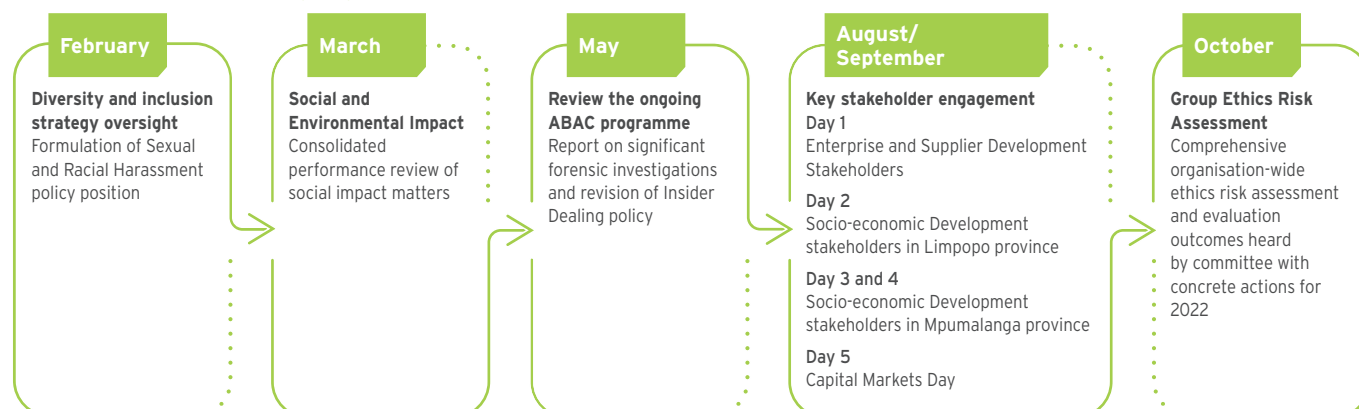 February
Diversity and inclusion
strategy oversight
Formulation of Sexual
and Racial Harassment
policy position
March
Social and
Environmental Impact
Consolidated
performance review of
social impact matters
May
Review the ongoing
ABAC programme
Report on significant
forensic investigations
and revision of Insider
Dealing policy
August/
September
Key stakeholder engagement
Day 1
Enterprise and Supplier Development
Stakeholders
Day 2
Socio-economic Development
stakeholders in Limpopo province
Day 3 and 4
Socio-economic Development
stakeholders in Mpumalanga province
Day 5
Capital Markets Day
October
Group Ethics Risk
Assessment
Comprehensive
organisation-wide
ethics risk assessment
and evaluation
outcomes heard
by committee with
concrete actions for
2022